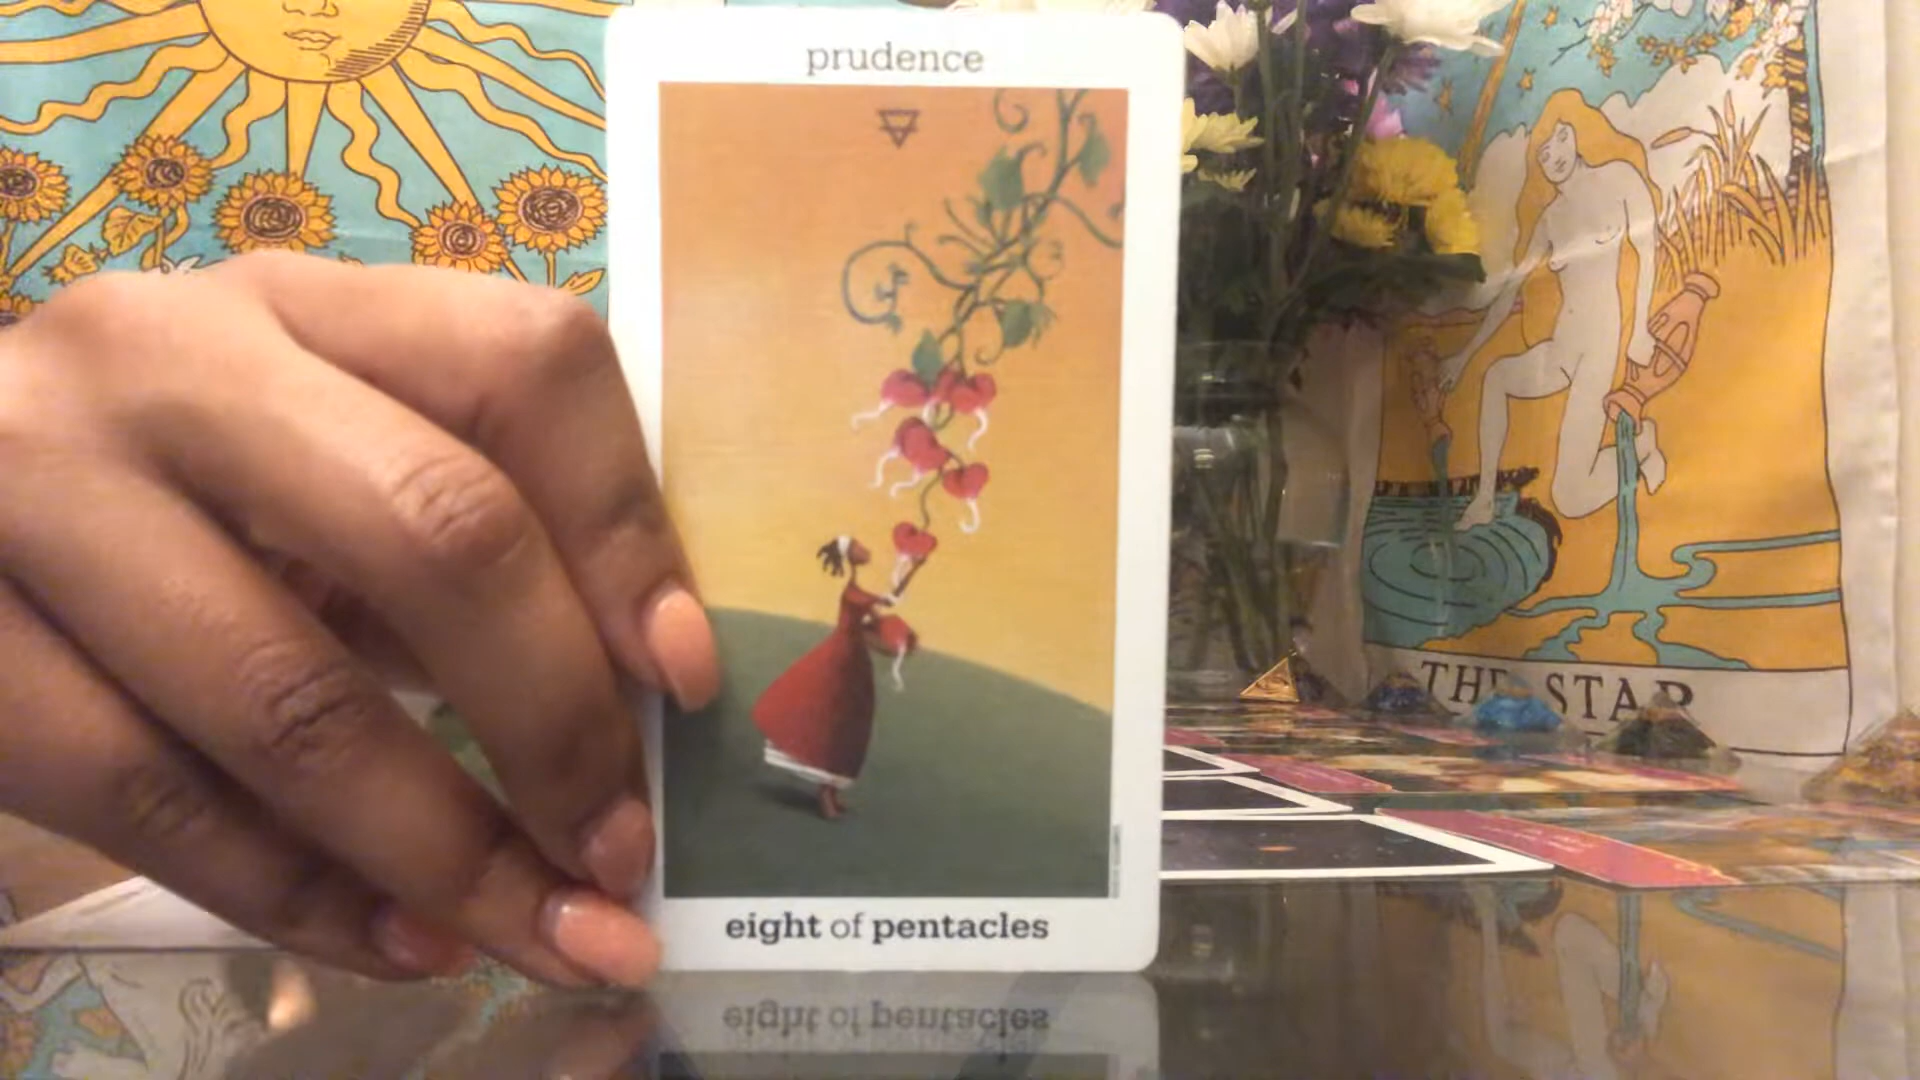 prudence
eight of pentacles
THE STAR
eight of pentacles